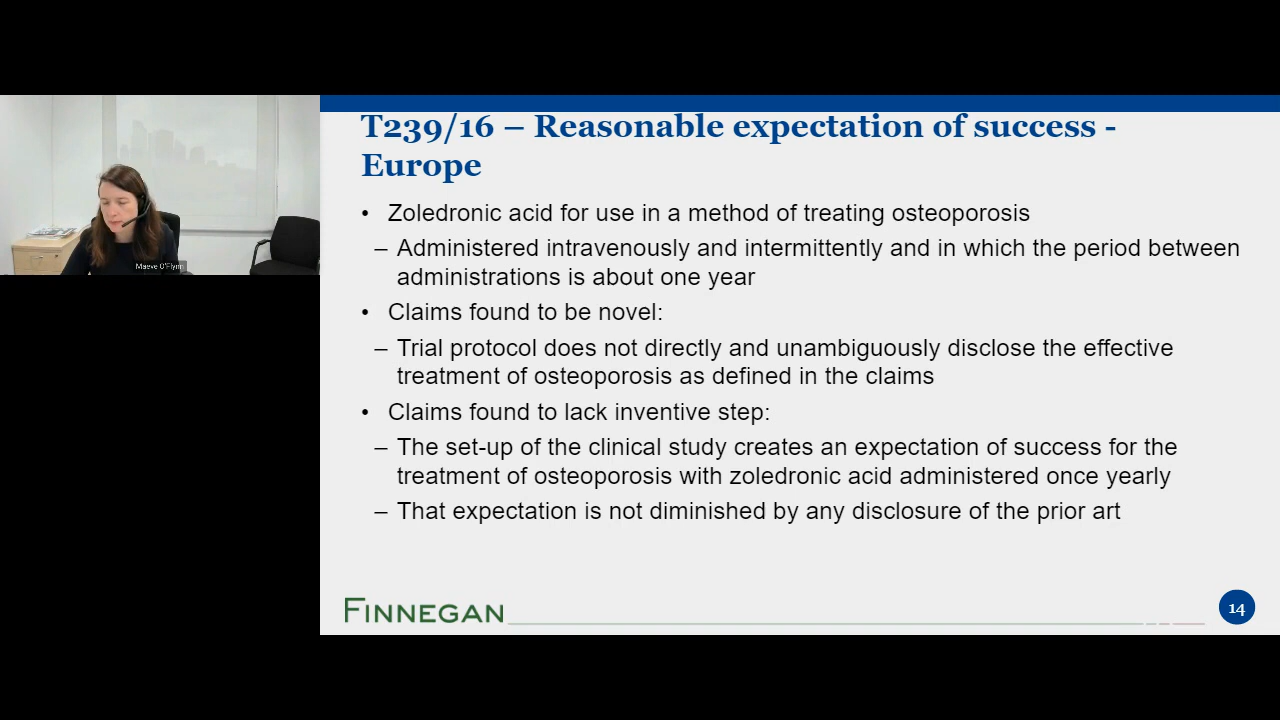 T239/16 – Reasonable expectation of success -
Europe
• Zoledronic acid for use in a method of treating osteoporosis
– Administered intravenously and intermittently and in which the period between
administrations is about one year
• Claims found to be novel:
– Trial protocol does not directly and unambiguously disclose the effective
treatment of osteoporosis as defined in the claims
• Claims found to lack inventive step:
– The set-up of the clinical study creates an expectation of success for the
treatment of osteoporosis with zoledronic acid administered once yearly
– That expectation is not diminished by any disclosure of the prior art
Maeve O'Flynn
FINNEGAN
14